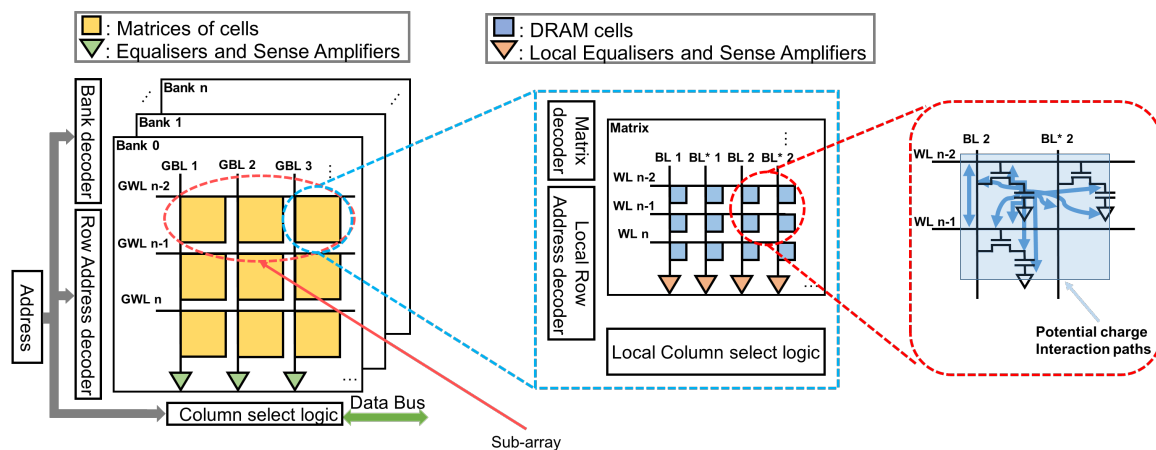 : Matrices of cells
: Equalisers and Sense Amplifiers
: DRAM cells
: Local Equalisers and Sense Amplifiers
Address
Bank decoder
Row Address decoder
Bank n
...
...
Bank 1
...
Bank 0
GBL 1 GBL 2 GBL 3
...
GWL n-2
GWL n-1
GWL n
...
Column select logic
Data Bus
Sub-array
Matrix
decoder
Local Row
Address decoder
Matrix
...
BL 1 BL* 1 BL 2 BL* 2
WL n-2
WL n-1
WL n
...
Local Column select logic
BL 2 BL* 2
WL n-2
WL n-1
Potential charge
Interaction paths